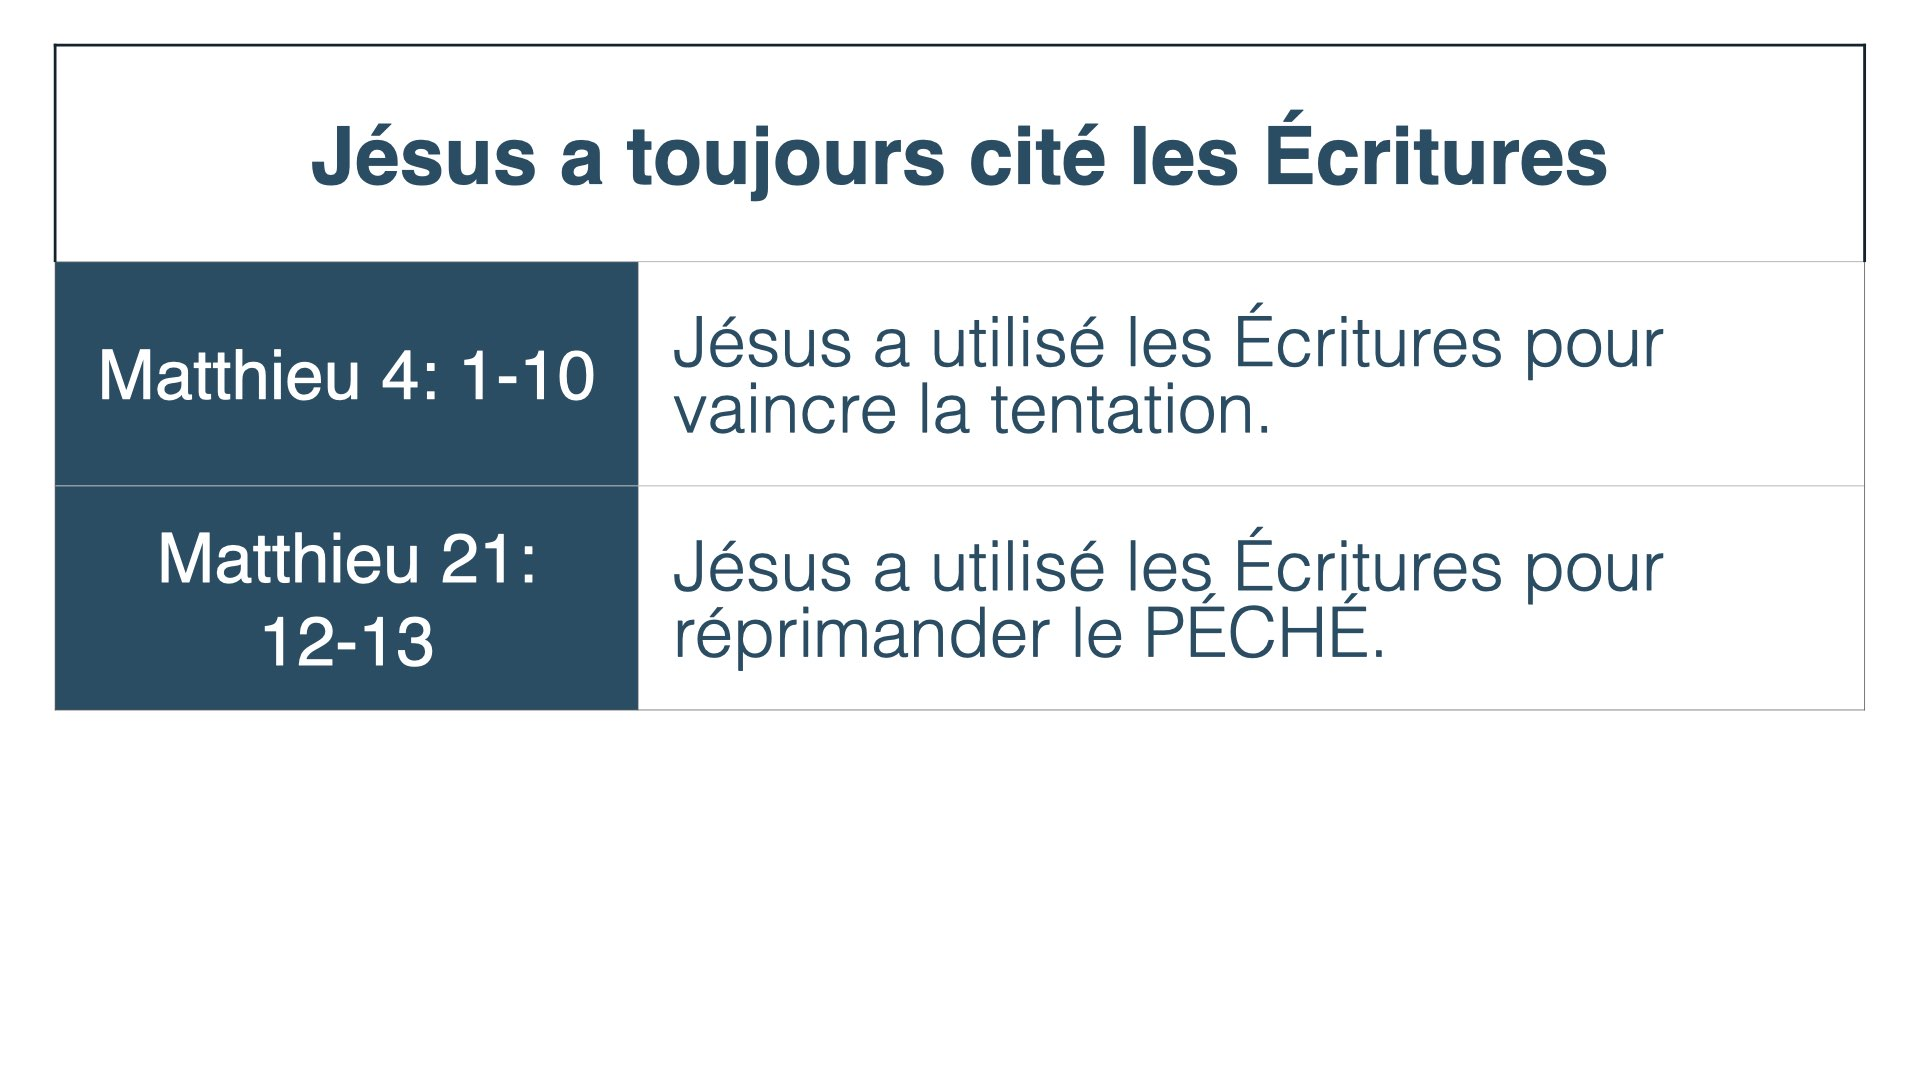 Jésus a toujours cité les Écritures
Matthieu 4: 1-10
Jésus a utilisé les Écritures pour
vaincre la tentation.
Matthieu 21:
12-13
Jésus a utilisé les Écritures pour
réprimander le PÉCHÉ.